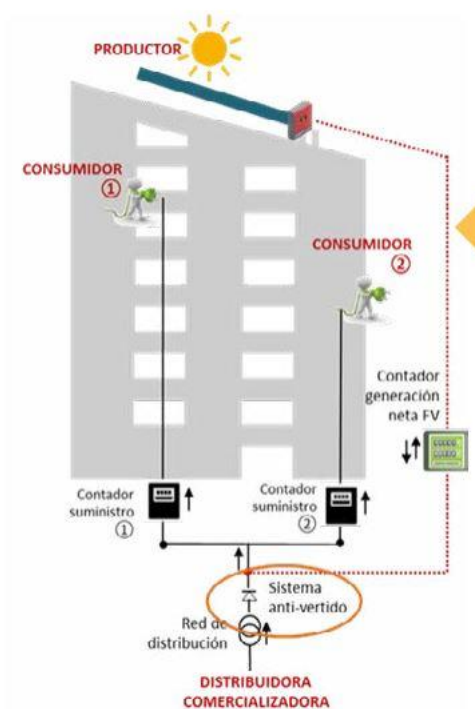 PRODUCTOR
CONSUMIDOR
①
CONSUMIDOR
②
Contador
generación
neta FV
Contador
suministro
①
Contador
suministro
②
Sistema
anti-vertido
Red de
distribución
DISTRIBUIDORA
COMERCIALIZADORA